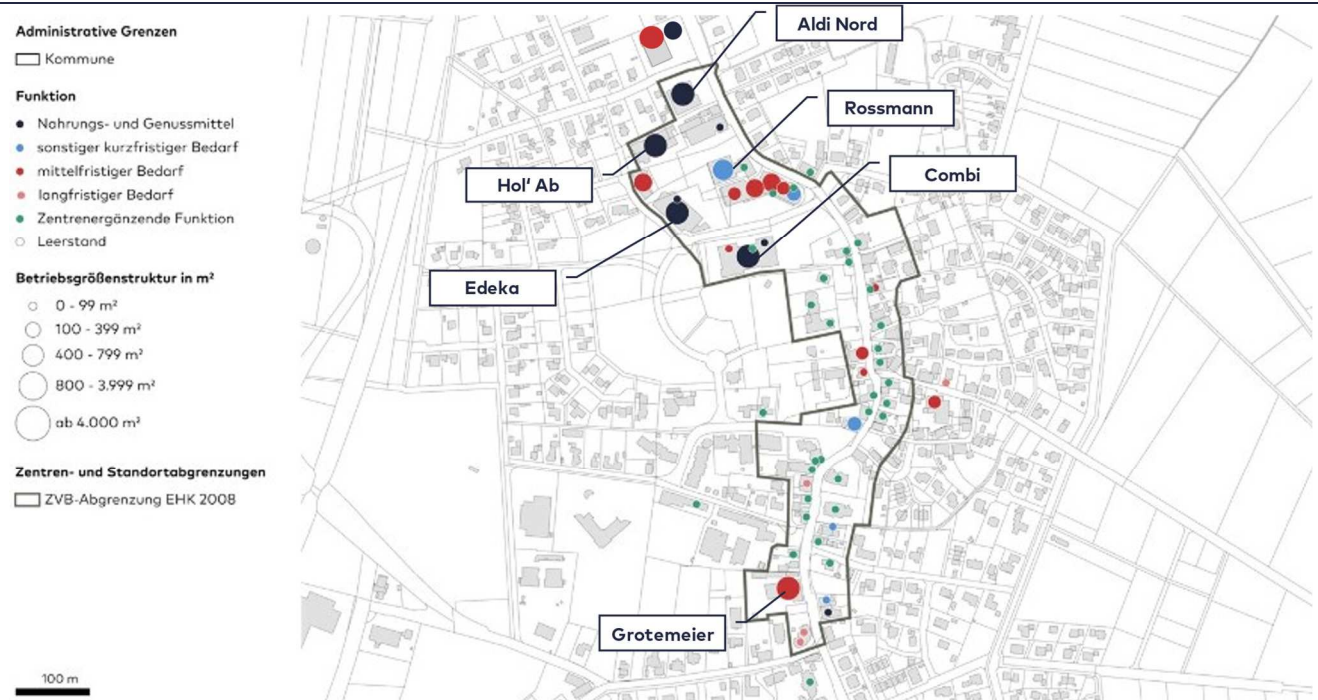 Administrative Grenzen
Kommune
Funktion
Nahrungs- und Genussmittel
sonstiger kurzfristiger Bedarf
mittelfristiger Bedarf
langfristiger Bedarf
Zentrenergänzende Funktion
Leerstand
Betriebsgrößenstruktur in m²
0 - 99 m²
100 - 399 m²
400 - 799 m²
800 - 3.999 m²
ab 4.000 m²
Zentren- und Standortabgrenzungen
ZVB-Abgrenzung EHK 2008
100 m
Aldi Nord
Rossmann
Combi
Hol' Ab
Edeka
Grotemeier